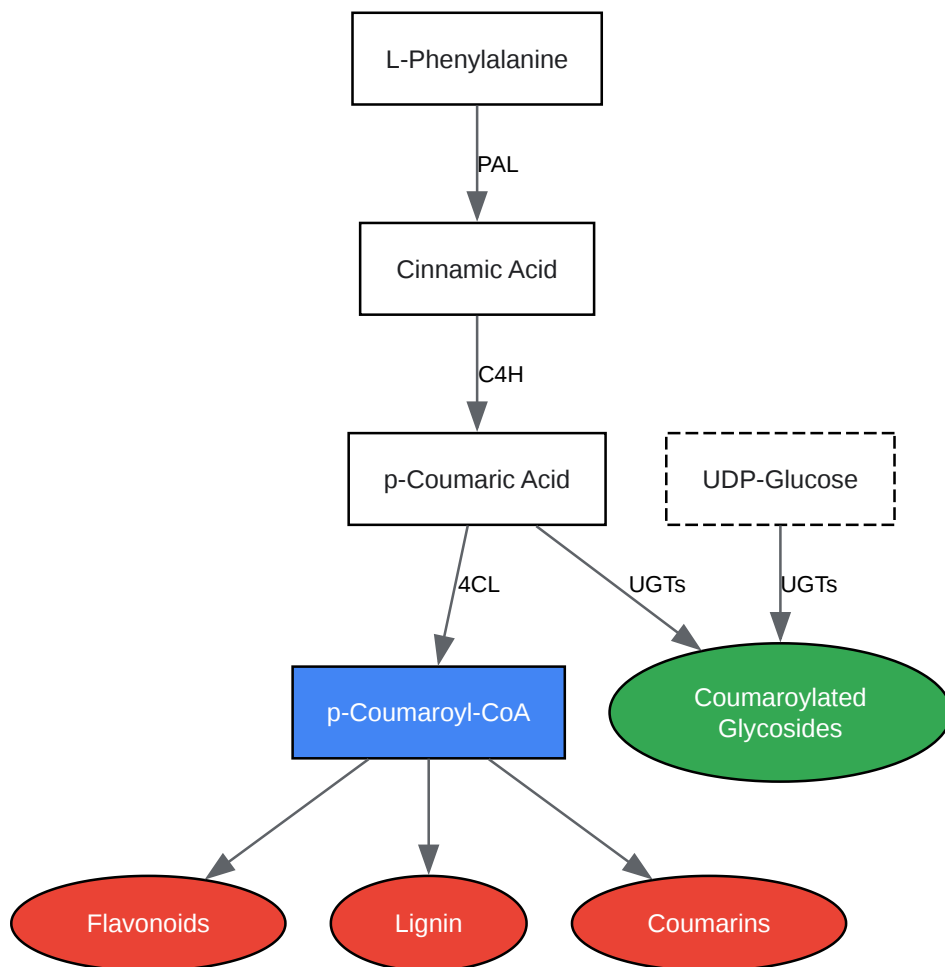 L-Phenylalanine
PAL
Cinnamic Acid
C4H
p-Coumaric Acid
UDP-Glucose
4CL
UGTs
UGTs
p-Coumaroyl-CoA
Coumaroylated
Glycosides
Flavonoids
Lignin
Coumarins